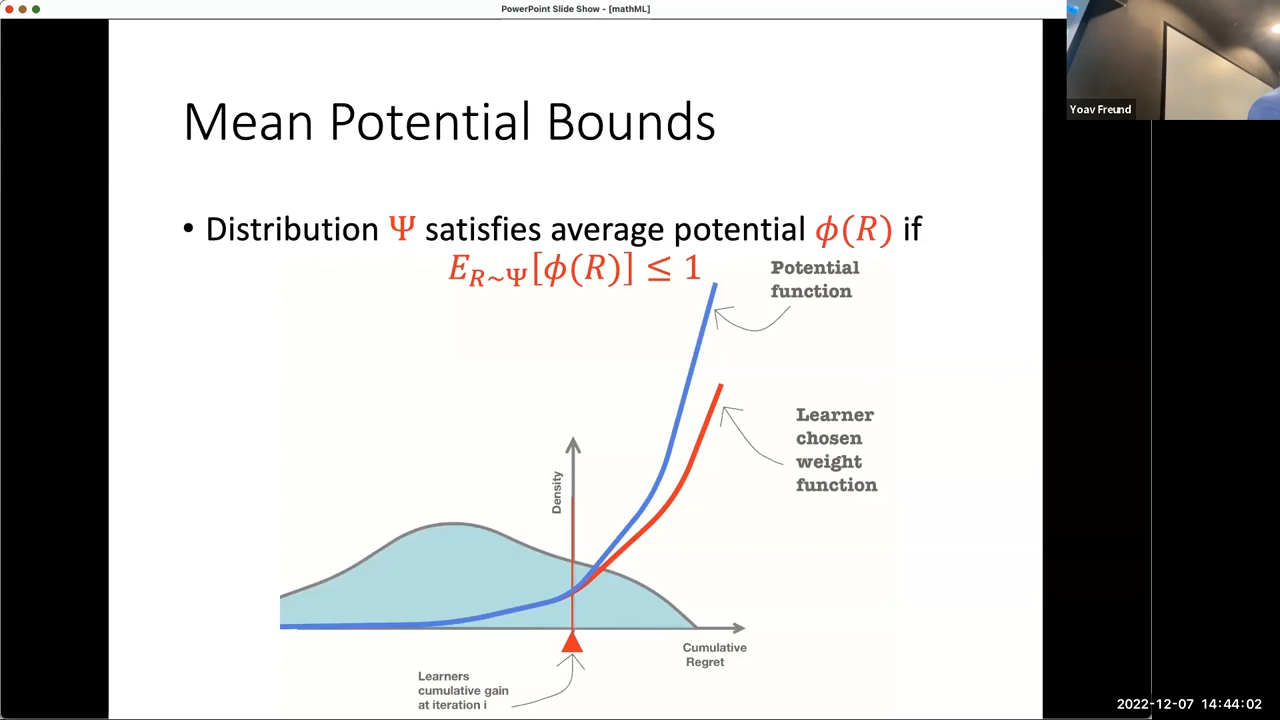 PowerPoint Slide Show - [mathML]
Yoav Freund
Mean Potential Bounds
• Distribution Ψ satisfies average potential ϕ(R) if
E_{R∼Ψ}[ϕ(R)] ≤ 1
Potential
function
Learner
chosen
weight
function
Density
Cumulative
Regret
Learners
cumulative gain
at iteration i
2022-12-07 14:44:02